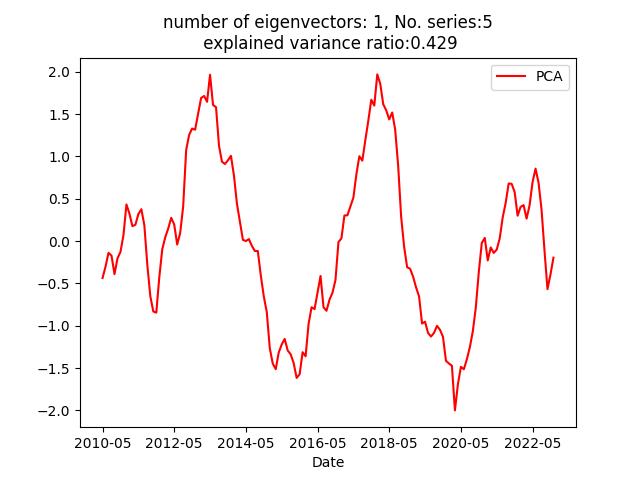 number of eigenvectors: 1, No. series:5
explained variance ratio:0.429
PCA
2.0
1.5
1.0
0.5
0.0
−0.5
−1.0
−1.5
−2.0
2010-05 2012-05 2014-05 2016-05 2018-05 2020-05 2022-05
Date